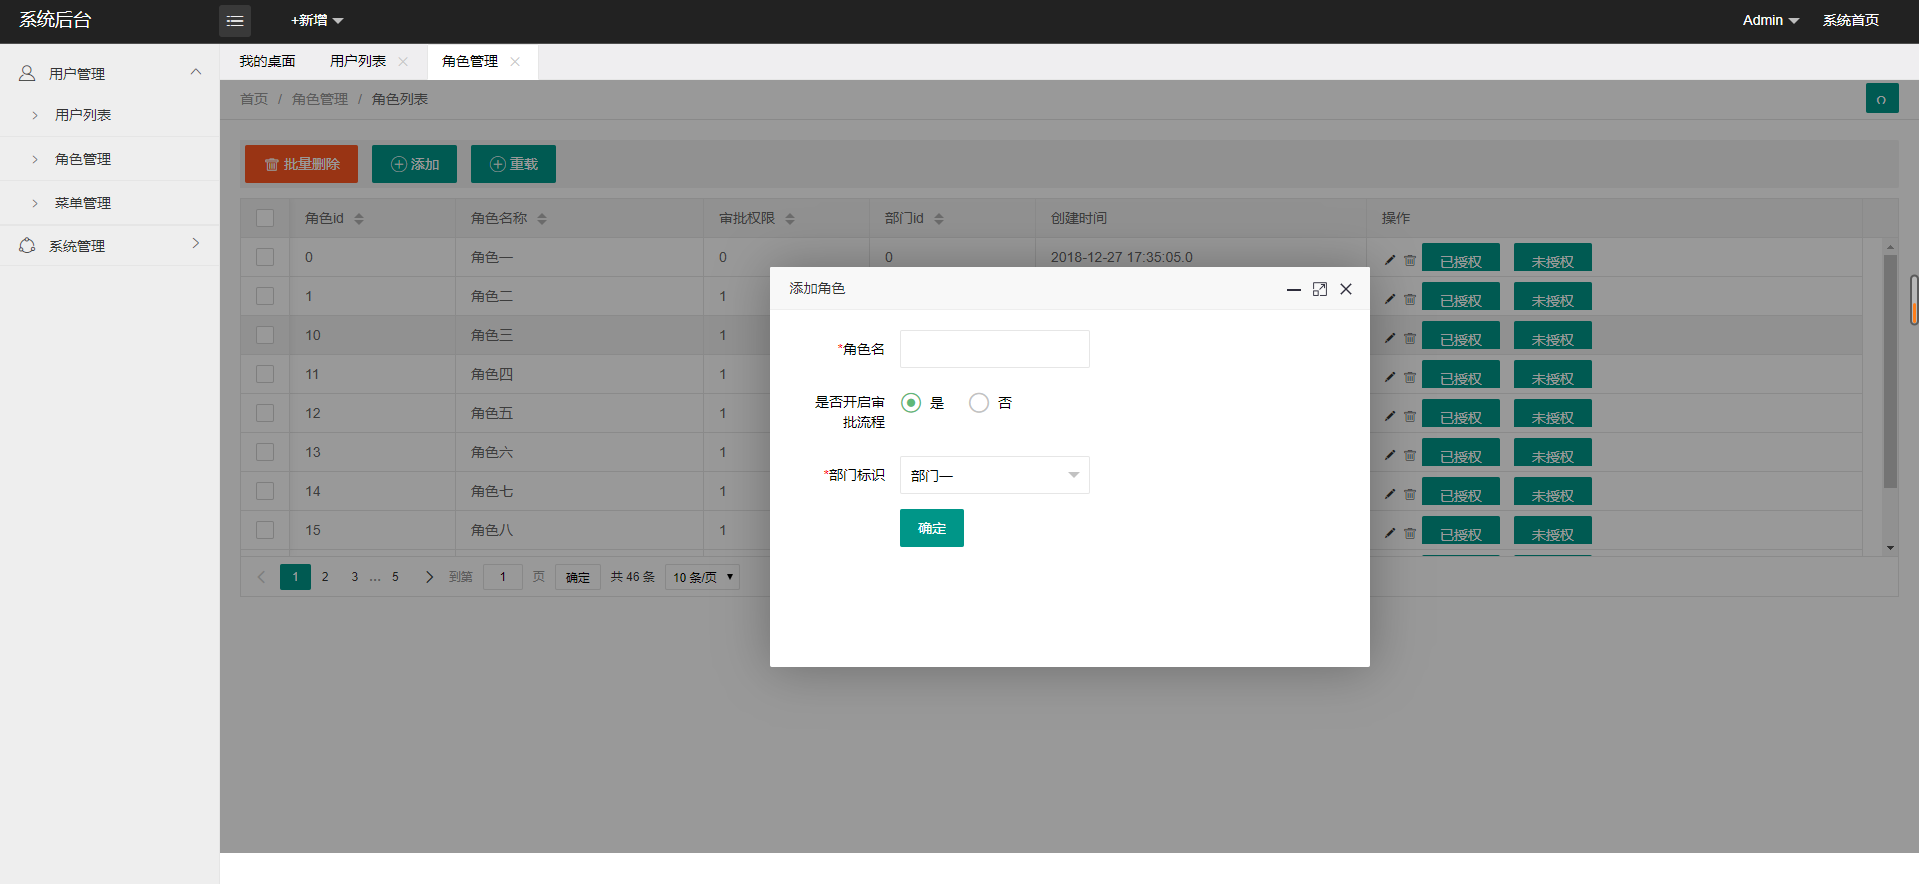 系统后台 +新增 Admin 系统首页
用户管理
用户列表
角色管理
菜单管理
系统管理
我的桌面 用户列表 角色管理
首页 / 角色管理 / 角色列表
批量删除 添加 重载
角色id 角色名称 审批权限 部门id 创建时间 操作
0 角色一 0 0 2018-12-27 17:35:05.0 已授权 未授权
1 角色二 1 已授权 未授权
10 角色三 1 已授权 未授权
11 角色四 1 已授权 未授权
12 角色五 1 已授权 未授权
13 角色六 1 已授权 未授权
14 角色七 1 已授权 未授权
15 角色八 1 已授权 未授权
1 2 3 … 5 到第 1 页 确定 共 46 条 10 条/页
添加角色
*角色名
是否开启审
批流程
是 否
*部门标识 部门一
确定